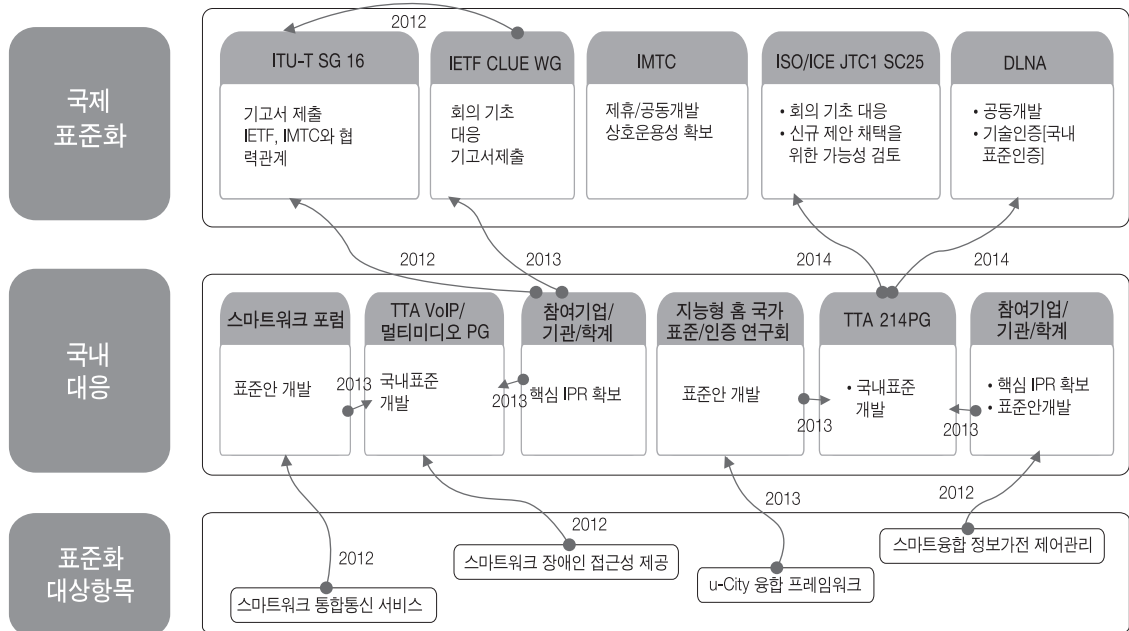 국제
표준화
2012
ITU-T SG 16
기고서 제출
IETF, IMTC와 협
력관계
IETF CLUE WG
회의 기초
대응
기고서제출
IMTC
제휴/공동개발
상호운용성 확보
ISO/ICE JTC1 SC25
• 회의 기초 대응
• 신규 제안 채택을
위한 가능성 검토
DLNA
• 공동개발
• 기술인증[국내
표준인증]
2012
2013
2014
2014
국내
대응
스마트워크 포럼
표준안 개발
2013
TTA VoIP/
멀티미디오 PG
국내표준
개발
2013
참여기업/
기관/학계
핵심 IPR 확보
지능형 홈 국가
표준/인증 연구회
표준안 개발
2013
TTA 214PG
• 국내표준
개발
2013
참여기업/
기관/학계
• 핵심 IPR 확보
• 표준안개발
2012
2012
2013
2012
표준화
대상항목
스마트워크 통합통신 서비스
스마트워크 장애인 접근성 제공
u-City 융합 프레임워크
스마트융합 정보가전 제어관리